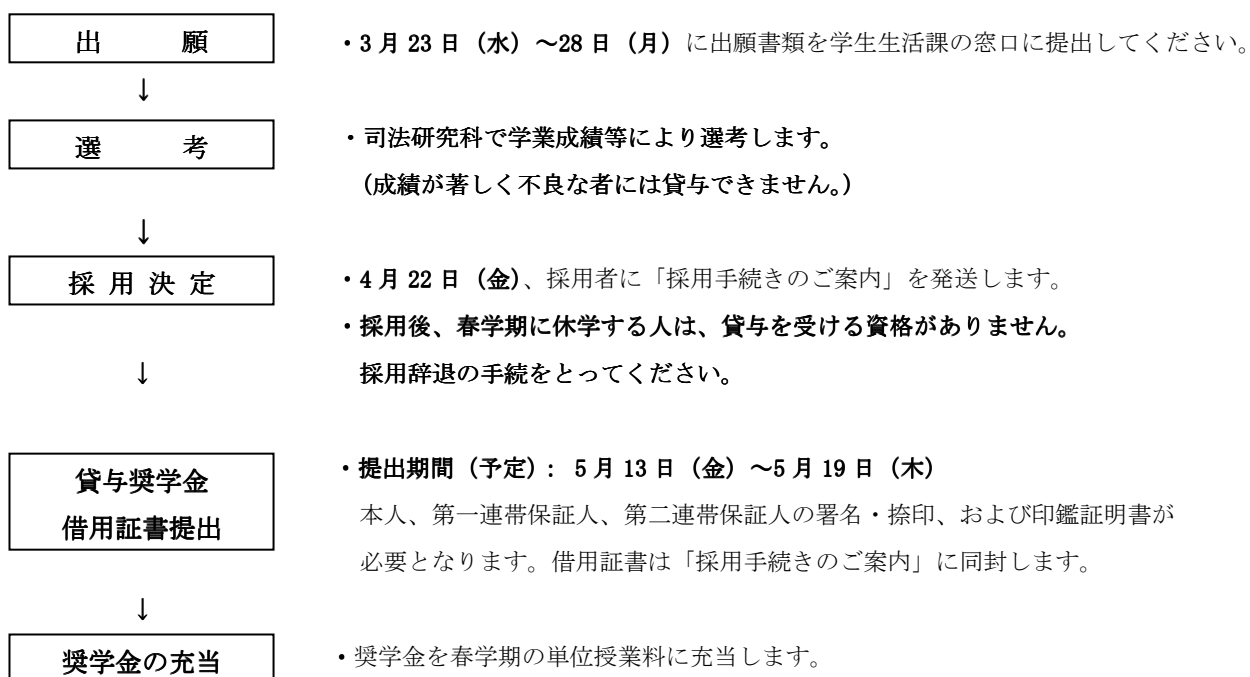 出　　願
・3月23日（水）～28日（月）に出願書類を学生生活課の窓口に提出してください。
↓
選　　考
・司法研究科で学業成績等により選考します。
（成績が著しく不良な者には貸与できません。）
↓
採 用 決 定
・4月22日（金）、採用者に「採用手続きのご案内」を発送します。
・採用後、春学期に休学する人は、貸与を受ける資格がありません。
採用辞退の手続をとってください。
↓
貸与奨学金
借用証書提出
・提出期間（予定）: 5月13日（金）～5月19日（木）
本人、第一連帯保証人、第二連帯保証人の署名・捺印、および印鑑証明書が
必要となります。借用証書は「採用手続きのご案内」に同封します。
↓
奨学金の充当
・奨学金を春学期の単位授業料に充当します。